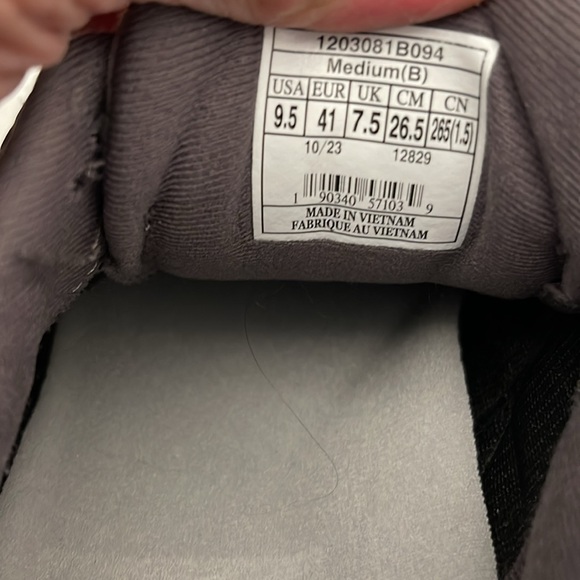 1203081B094
Medium(B)
USA EUR UK CM CN
9.5 41 7.5 26.5 265(1.5)
10/23 12829
1 90340 57103 9
MADE IN VIETNAM
FABRIQUE AU VIETNAM